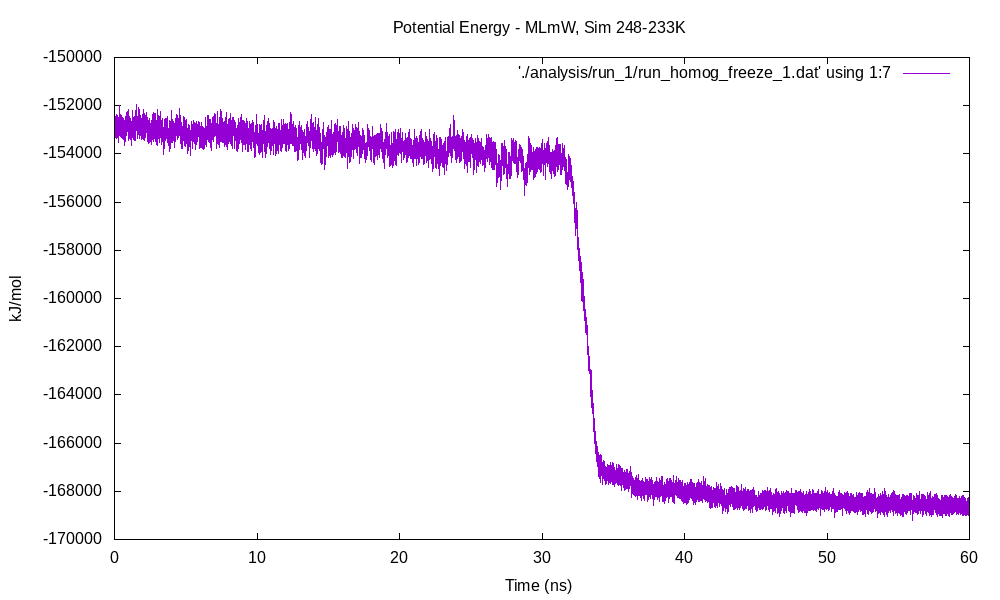 Potential Energy - MLmW, Sim 248-233K
'./analysis/run_1/run_homog_freeze_1.dat' using 1:7
-150000
-152000
-154000
-156000
-158000
-160000
-162000
-164000
-166000
-168000
-170000
kJ/mol
0 10 20 30 40 50 60
Time (ns)